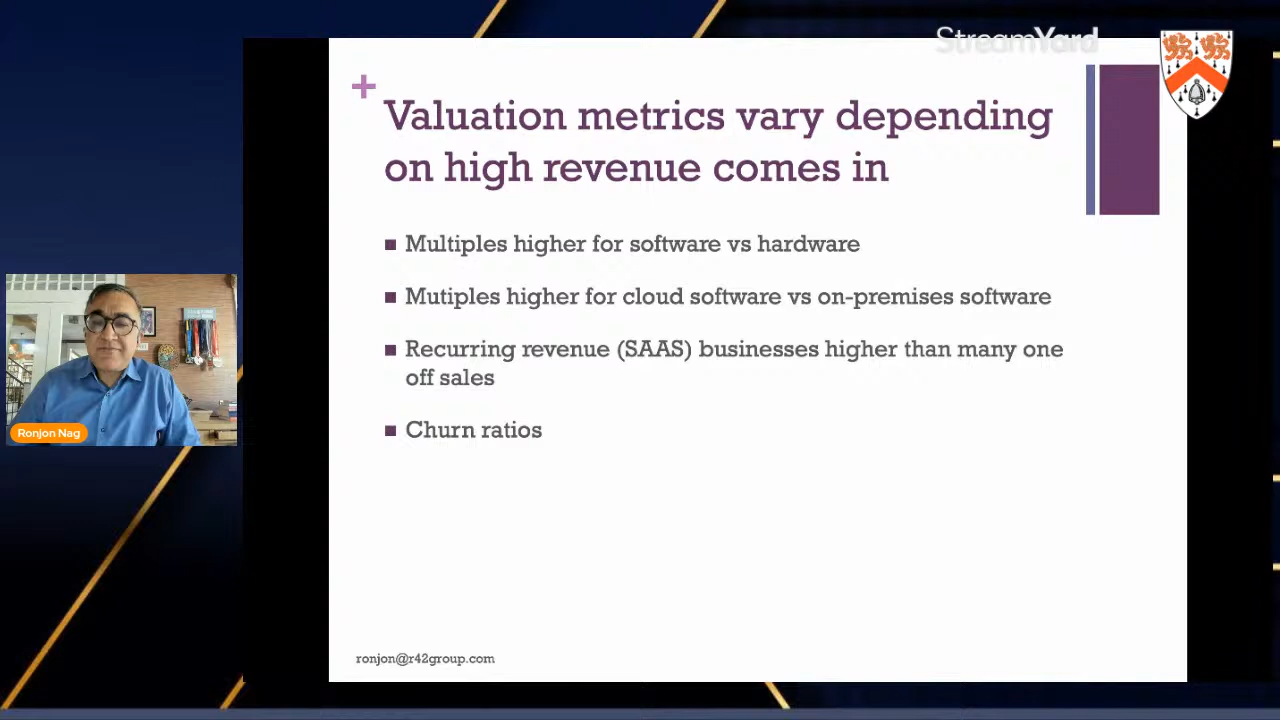 StreamYard
+
Valuation metrics vary depending
on high revenue comes in
■ Multiples higher for software vs hardware
■ Mutiples higher for cloud software vs on-premises software
■ Recurring revenue (SAAS) businesses higher than many one
off sales
■ Churn ratios
Ronjon Nag
ronjon@r42group.com